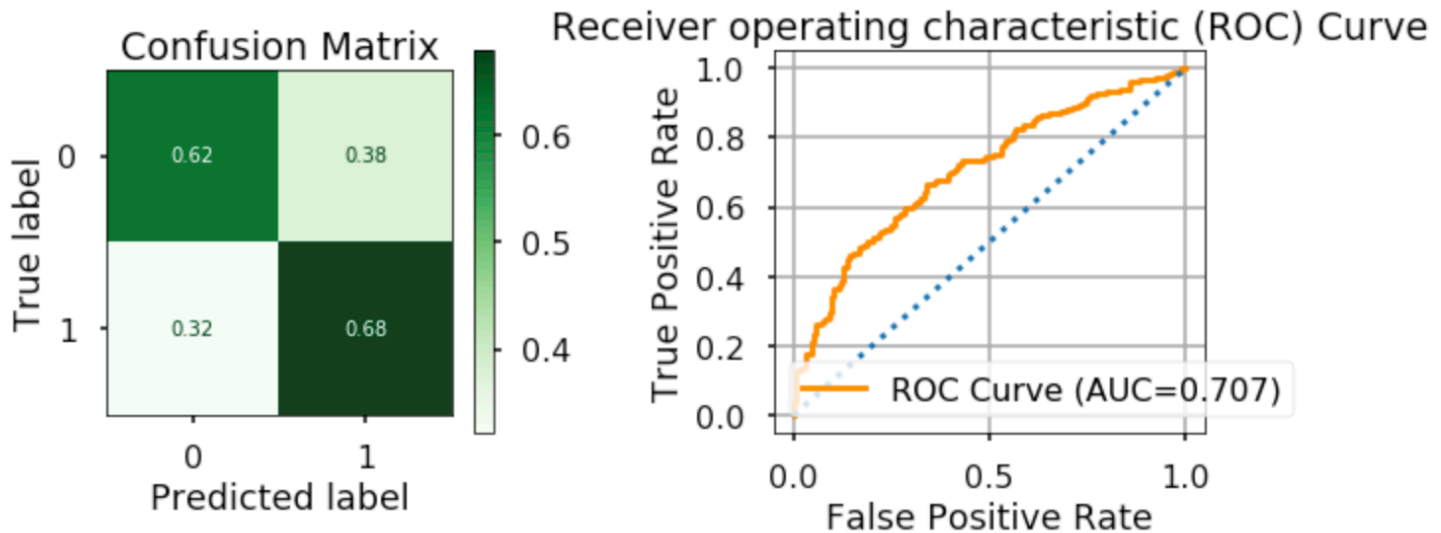 Confusion Matrix
True label
0
1
0.62
0.38
0.32
0.68
0
1
Predicted label
0.6
0.5
0.4
Receiver operating characteristic (ROC) Curve
True Positive Rate
1.0
0.8
0.6
0.4
0.2
0.0
ROC Curve (AUC=0.707)
0.0
0.5
1.0
False Positive Rate